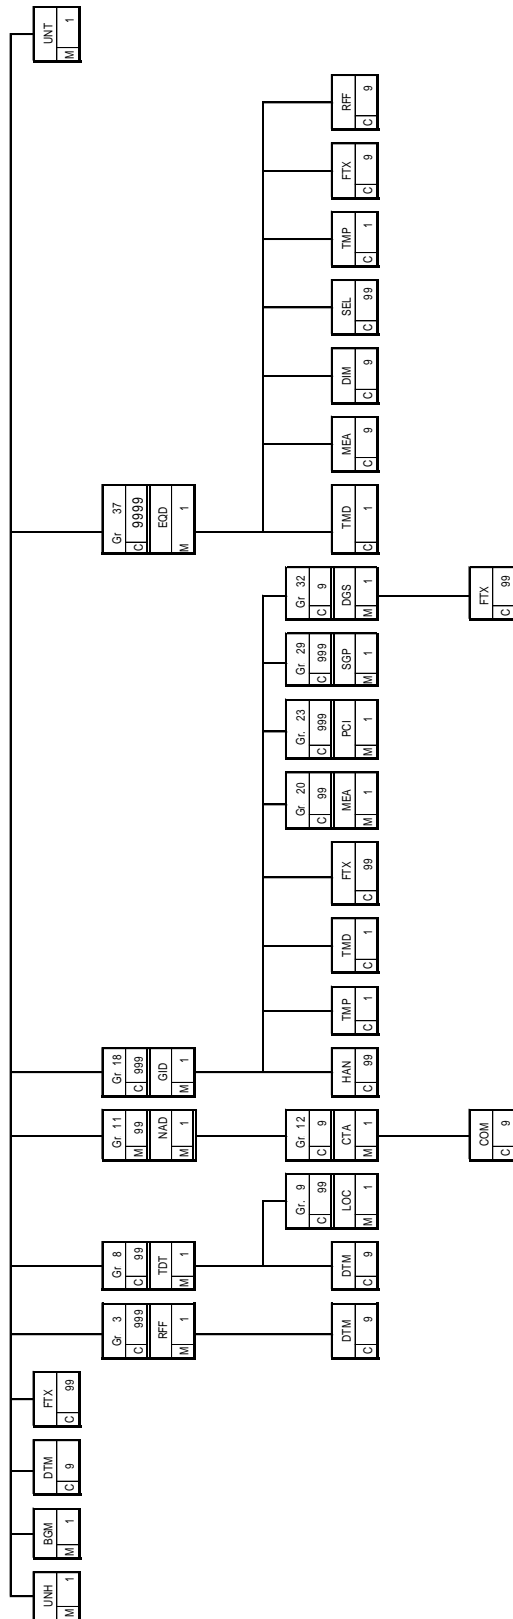 UNH
M 1
BGM
M 1
DTM
C 9
FTX
C 99
Gr 3
C 999
RFF
M 1
DTM
C 9
Gr 8
C 99
TDT
M 1
DTM
C 9
Gr. 9
C 99
LOC
M 1
Gr 11
M 99
NAD
M 1
Gr 12
C 9
CTA
M 1
COM
C 9
Gr 18
C 999
GID
M 1
HAN
C 99
TMP
C 1
TMD
C 1
FTX
C 99
Gr 20
C 99
MEA
M 1
Gr. 23
C 999
PCI
M 1
Gr 29
C 999
SGP
M 1
Gr 32
C 9
DGS
M 1
FTX
C 99
Gr 37
C 9999
EQD
M 1
TMD
C 1
MEA
C 9
DIM
C 9
SEL
C 99
TMP
C 1
FTX
C 9
RFF
C 9
UNT
M 1